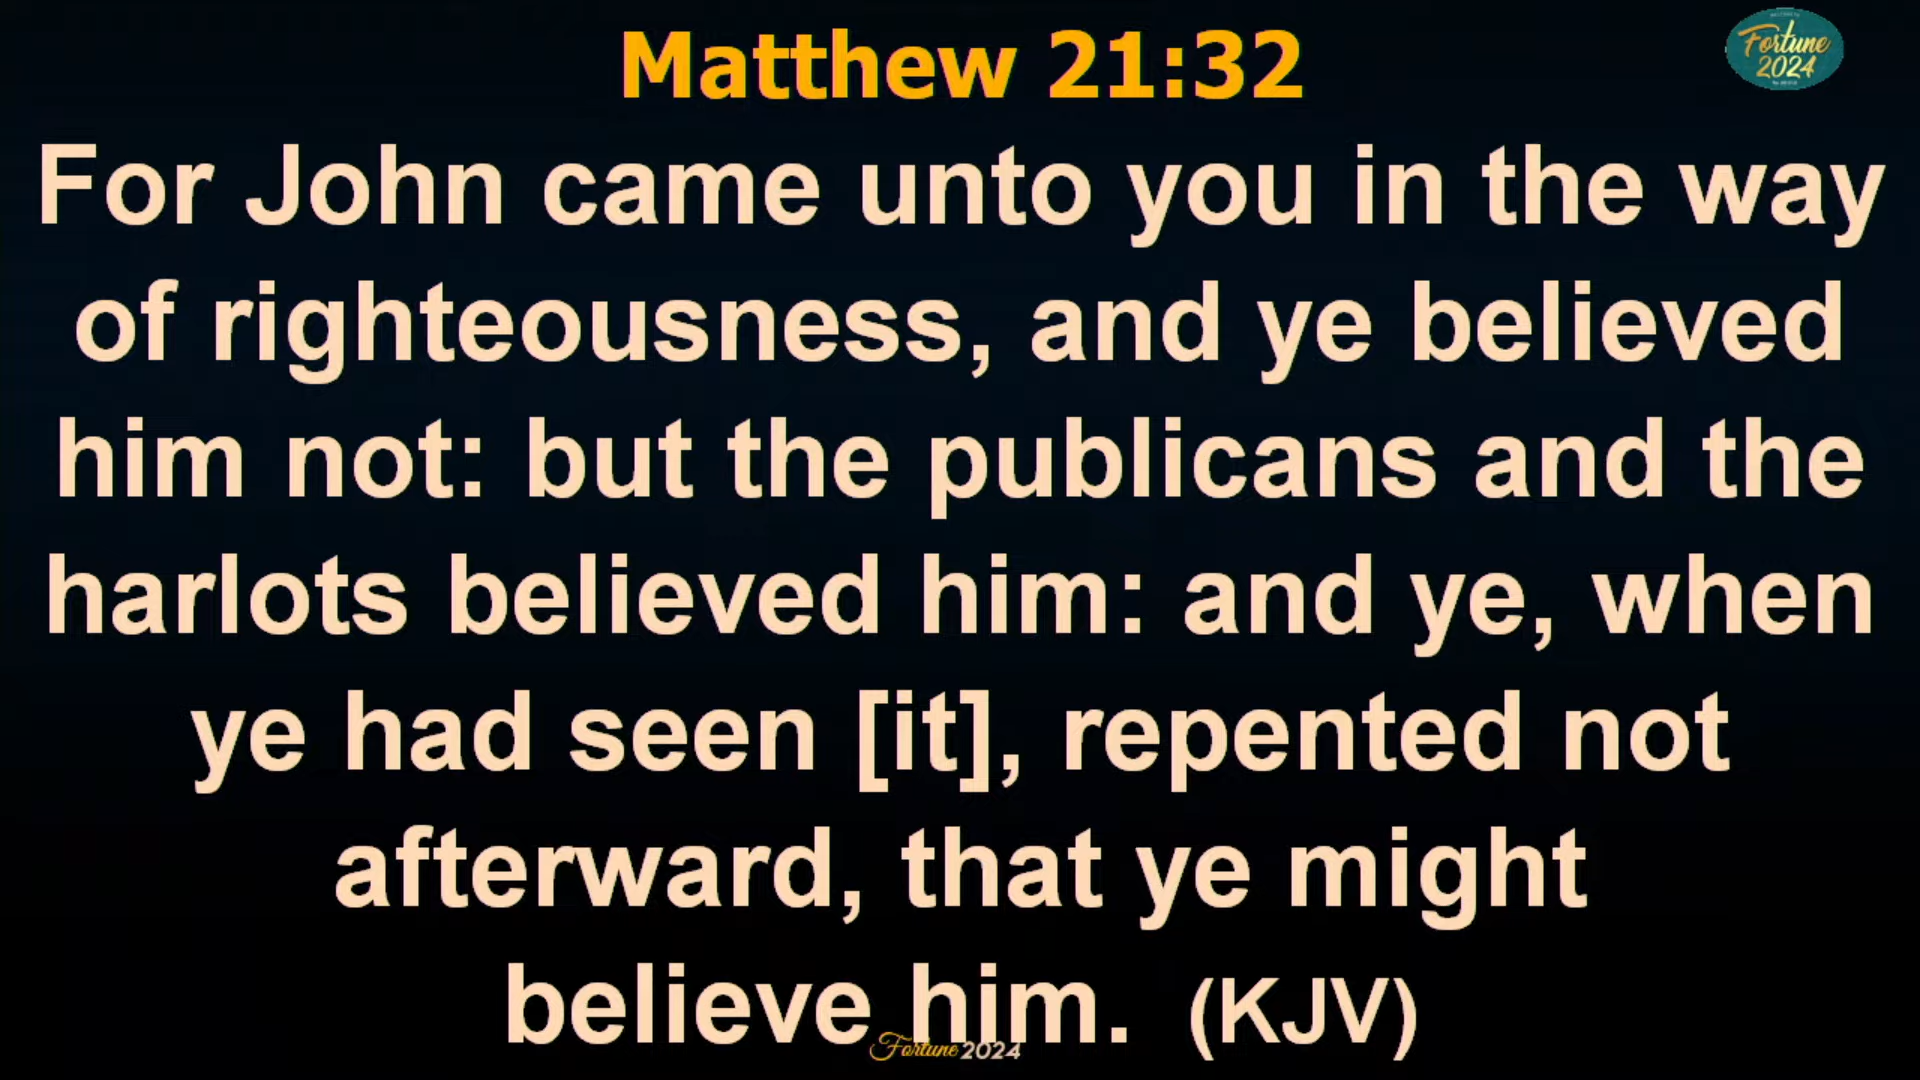 Matthew 21:32
Fortune
2024
For John came unto you in the way
of righteousness, and ye believed
him not: but the publicans and the
harlots believed him: and ye, when
ye had seen [it], repented not
afterward, that ye might
believe him. (KJV)
Fortune 2024